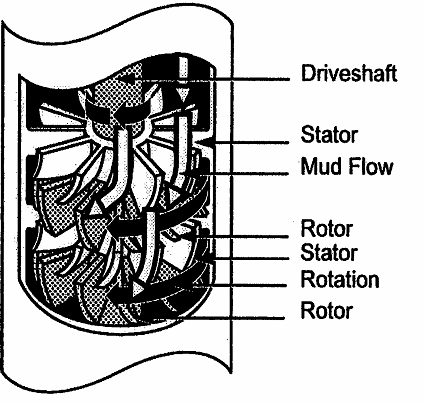 Driveshaft
Stator
Mud Flow
Rotor
Stator
Rotation
Rotor